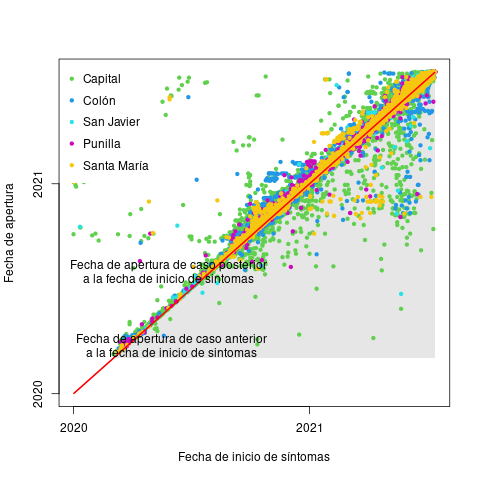 Capital
Colón
San Javier
Punilla
Santa María
Fecha de apertura de caso posterior
a la fecha de inicio de síntomas
Fecha de apertura de caso anterior
a la fecha de inicio de síntomas
Fecha de apertura
2021
2020
2020
2021
Fecha de inicio de síntomas